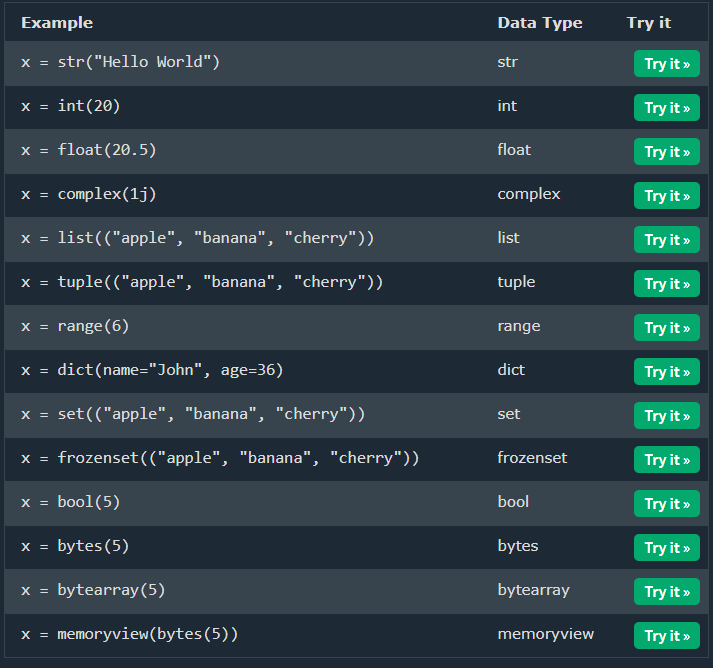 Example Data Type Try it
x = str("Hello World") str Try it »
x = int(20) int Try it »
x = float(20.5) float Try it »
x = complex(1j) complex Try it »
x = list(("apple", "banana", "cherry")) list Try it »
x = tuple(("apple", "banana", "cherry")) tuple Try it »
x = range(6) range Try it »
x = dict(name="John", age=36) dict Try it »
x = set(("apple", "banana", "cherry")) set Try it »
x = frozenset(("apple", "banana", "cherry")) frozenset Try it »
x = bool(5) bool Try it »
x = bytes(5) bytes Try it »
x = bytearray(5) bytearray Try it »
x = memoryview(bytes(5)) memoryview Try it »